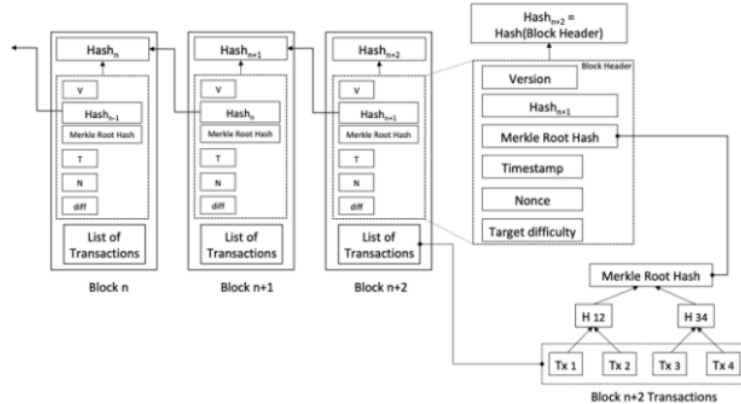 Hashn
V
Hashn-1
Merkle Root Hash
T
N
diff
List of
Transactions
Block n
Hashn+1
V
Hashn
Merkle Root Hash
T
N
diff
List of
Transactions
Block n+1
Hashn+2
V
Hashn+1
Merkle Root Hash
T
N
diff
List of
Transactions
Block n+2
Hashn+2 =
Hash(Block Header)
Block Header
Version
Hashn+1
Merkle Root Hash
Timestamp
Nonce
Target difficulty
Merkle Root Hash
H 12
H 34
Tx 1
Tx 2
Tx 3
Tx 4
Block n+2 Transactions